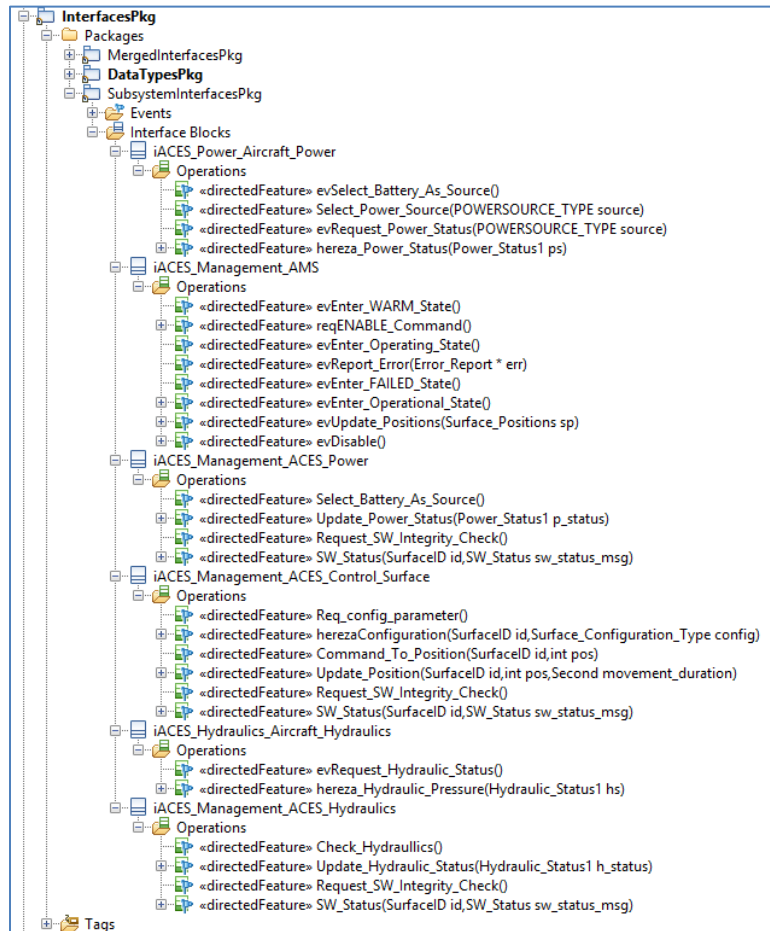 InterfacesPkg
Packages
MergedInterfacesPkg
DataTypesPkg
SubsystemInterfacesPkg
Events
Interface Blocks
iACES_Power_Aircraft_Power
Operations
«directedFeature» evSelect_Battery_As_Source()
«directedFeature» Select_Power_Source(POWERSOURCE_TYPE source)
«directedFeature» evRequest_Power_Status(POWERSOURCE_TYPE source)
«directedFeature» hereza_Power_Status(Power_Status1 ps)
iACES_Management_AMS
Operations
«directedFeature» evEnter_WARM_State()
«directedFeature» reqENABLE_Command()
«directedFeature» evEnter_Operating_State()
«directedFeature» evReport_Error(Error_Report * err)
«directedFeature» evEnter_FAILED_State()
«directedFeature» evEnter_Operational_State()
«directedFeature» evUpdate_Positions(Surface_Positions sp)
«directedFeature» evDisable()
iACES_Management_ACES_Power
Operations
«directedFeature» Select_Battery_As_Source()
«directedFeature» Update_Power_Status(Power_Status1 p_status)
«directedFeature» Request_SW_Integrity_Check()
«directedFeature» SW_Status(SurfaceID id,SW_Status sw_status_msg)
iACES_Management_ACES_Control_Surface
Operations
«directedFeature» Req_config_parameter()
«directedFeature» herezaConfiguration(SurfaceID id,Surface_Configuration_Type config)
«directedFeature» Command_To_Position(SurfaceID id,int pos)
«directedFeature» Update_Position(SurfaceID id,int pos,Second movement_duration)
«directedFeature» Request_SW_Integrity_Check()
«directedFeature» SW_Status(SurfaceID id,SW_Status sw_status_msg)
iACES_Hydraulics_Aircraft_Hydraulics
Operations
«directedFeature» evRequest_Hydraulic_Status()
«directedFeature» hereza_Hydraulic_Pressure(Hydraulic_Status1 hs)
iACES_Management_ACES_Hydraulics
Operations
«directedFeature» Check_Hydraullics()
«directedFeature» Update_Hydraulic_Status(Hydraulic_Status1 h_status)
«directedFeature» Request_SW_Integrity_Check()
«directedFeature» SW_Status(SurfaceID id,SW_Status sw_status_msg)
Tags